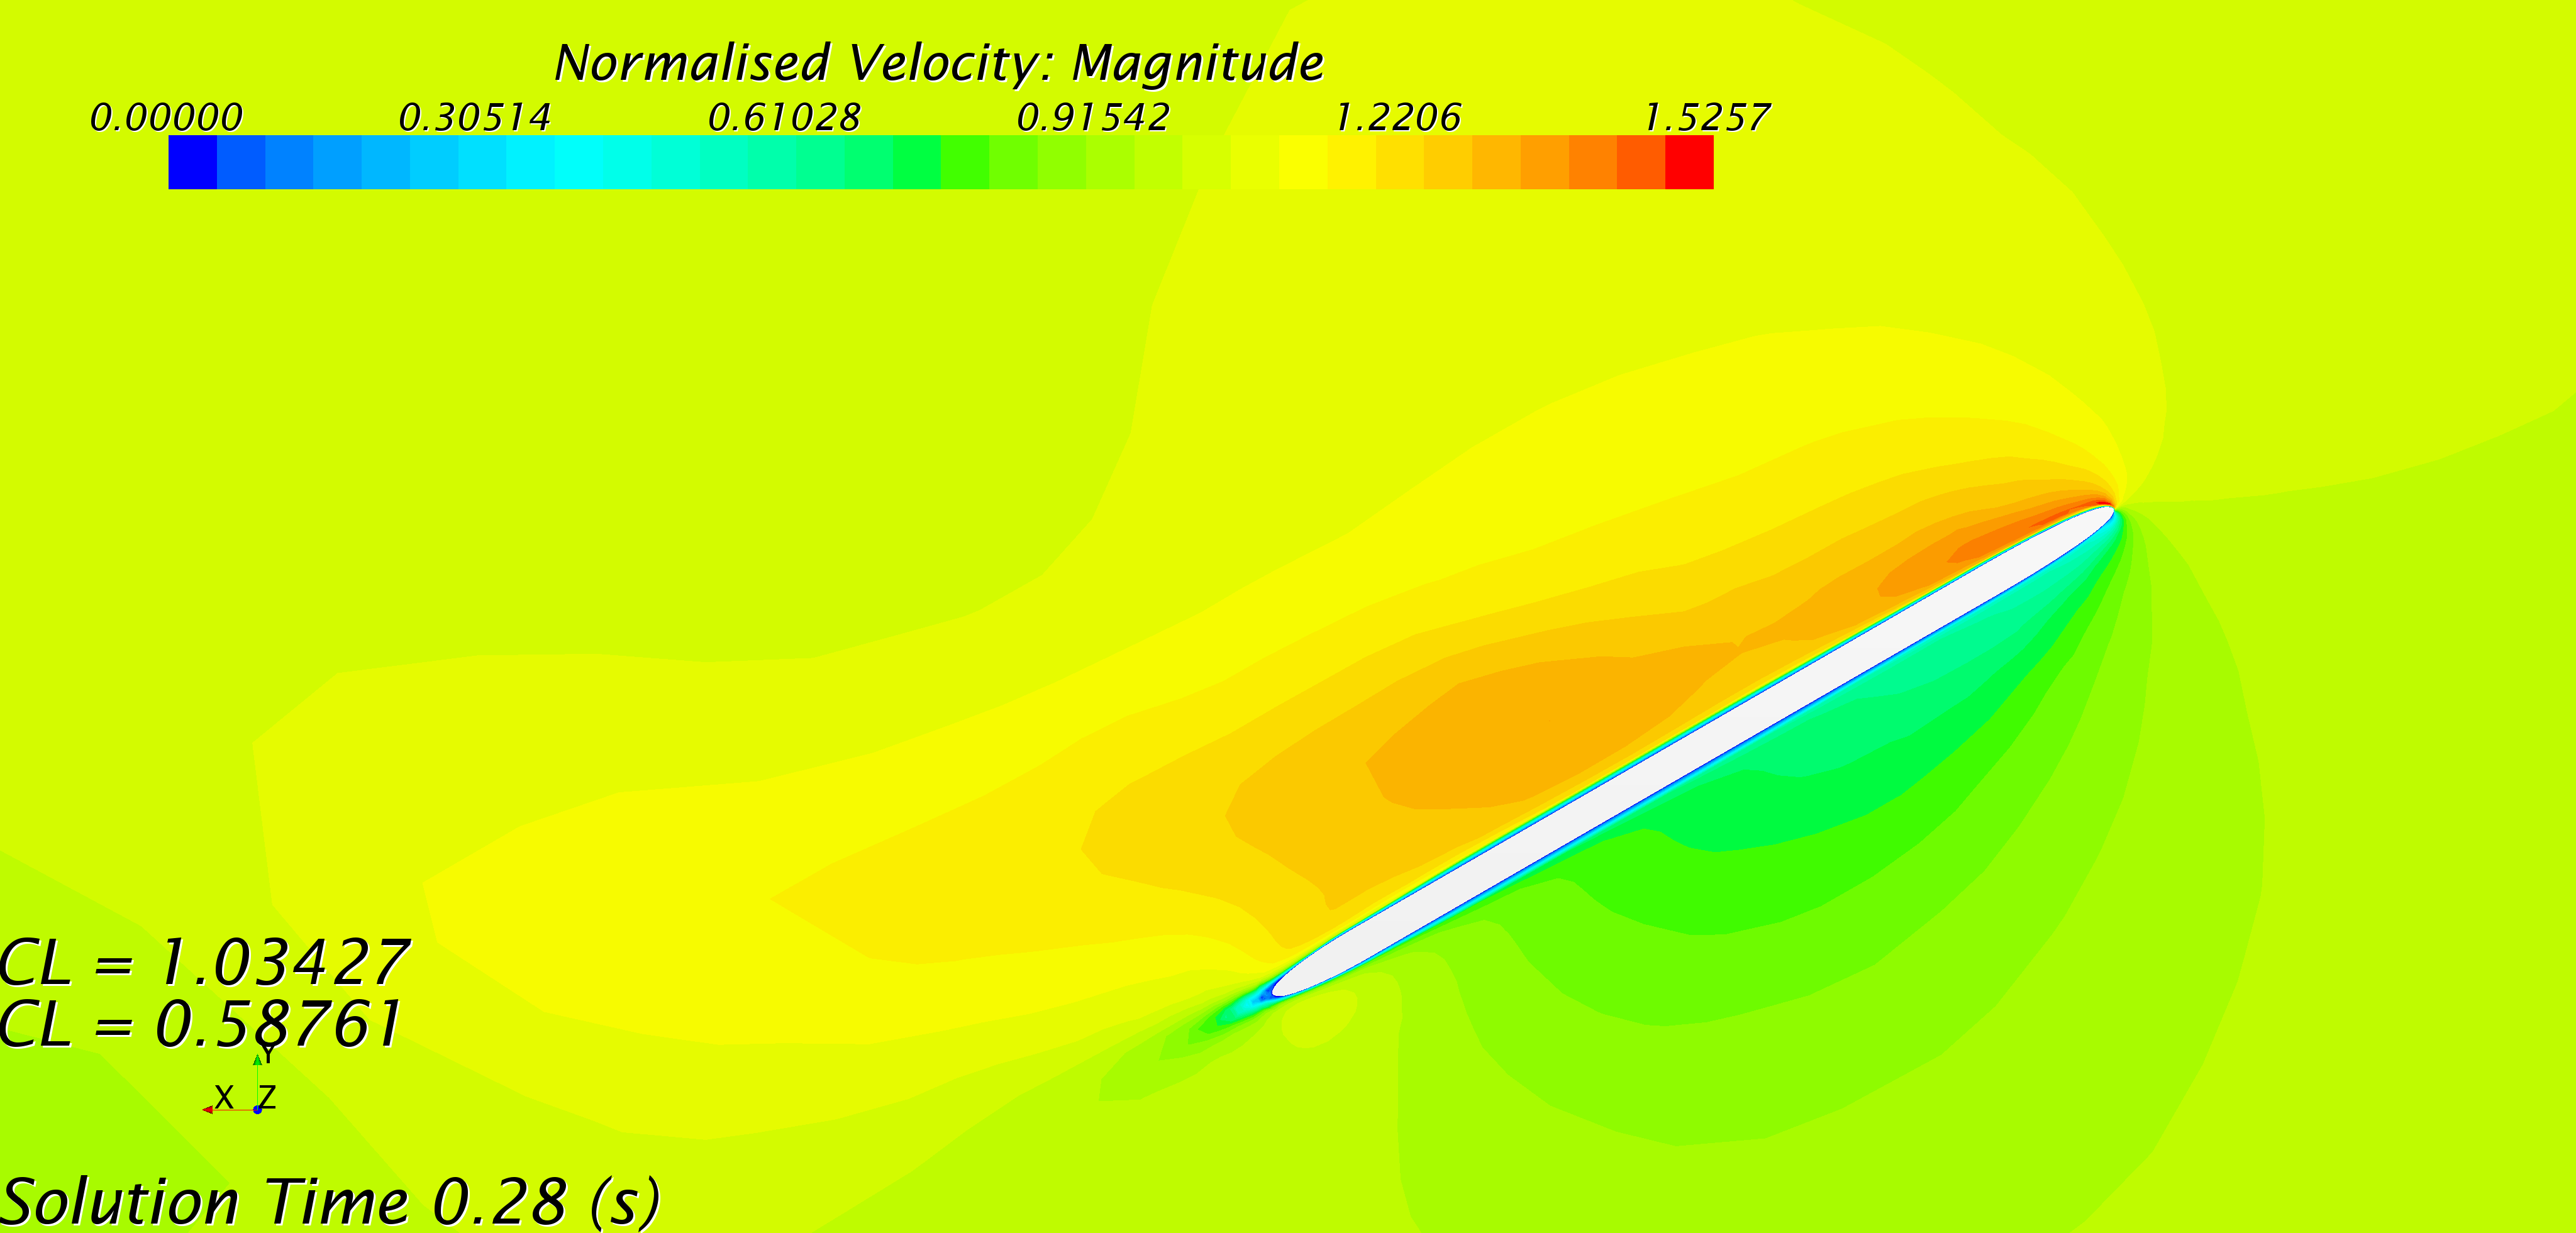 Normalised Velocity: Magnitude
0.00000 0.30514 0.61028 0.91542 1.2206 1.5257
CL = 1.03427
CL = 0.58761
Y
X Z
Solution Time 0.28 (s)